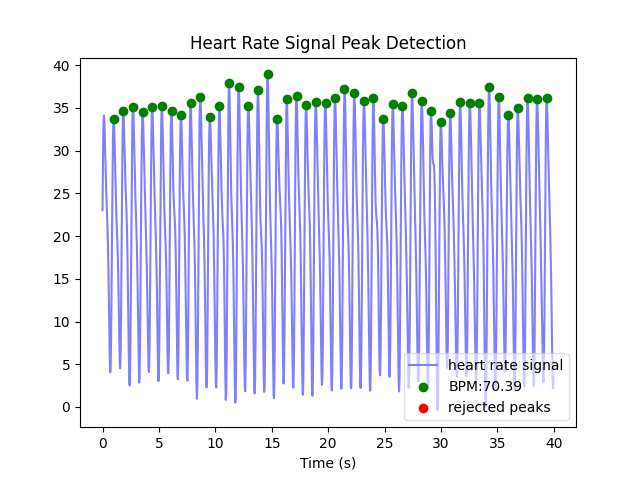 Heart Rate Signal Peak Detection
40
35
30
25
20
15
10
5
0
heart rate signal
BPM:70.39
rejected peaks
0 5 10 15 20 25 30 35 40
Time (s)